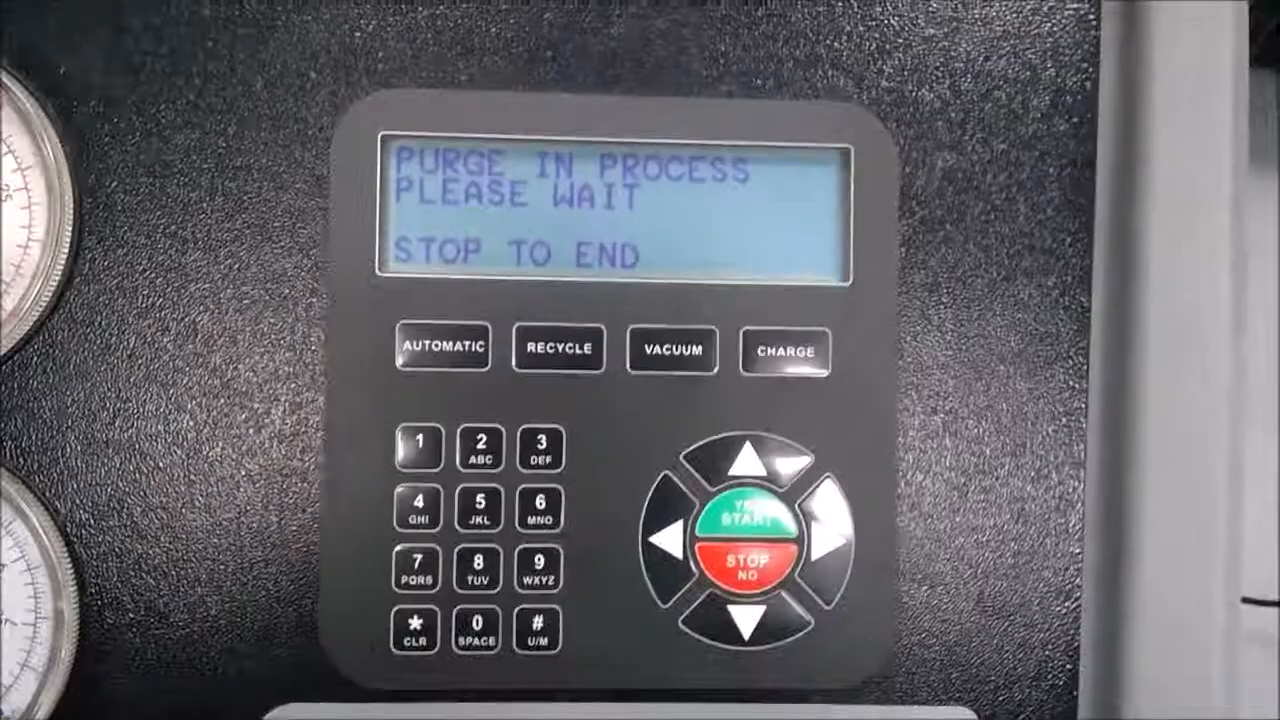 PURGE IN PROCESS
PLEASE WAIT
STOP TO END
AUTOMATIC RECYCLE VACUUM CHARGE
1 2 ABC 3 DEF
4 GHI 5 JKL 6 MNO
7 PQRS 8 TUV 9 WXYZ
* CLR 0 SPACE # U/M
YES
START
STOP
NO